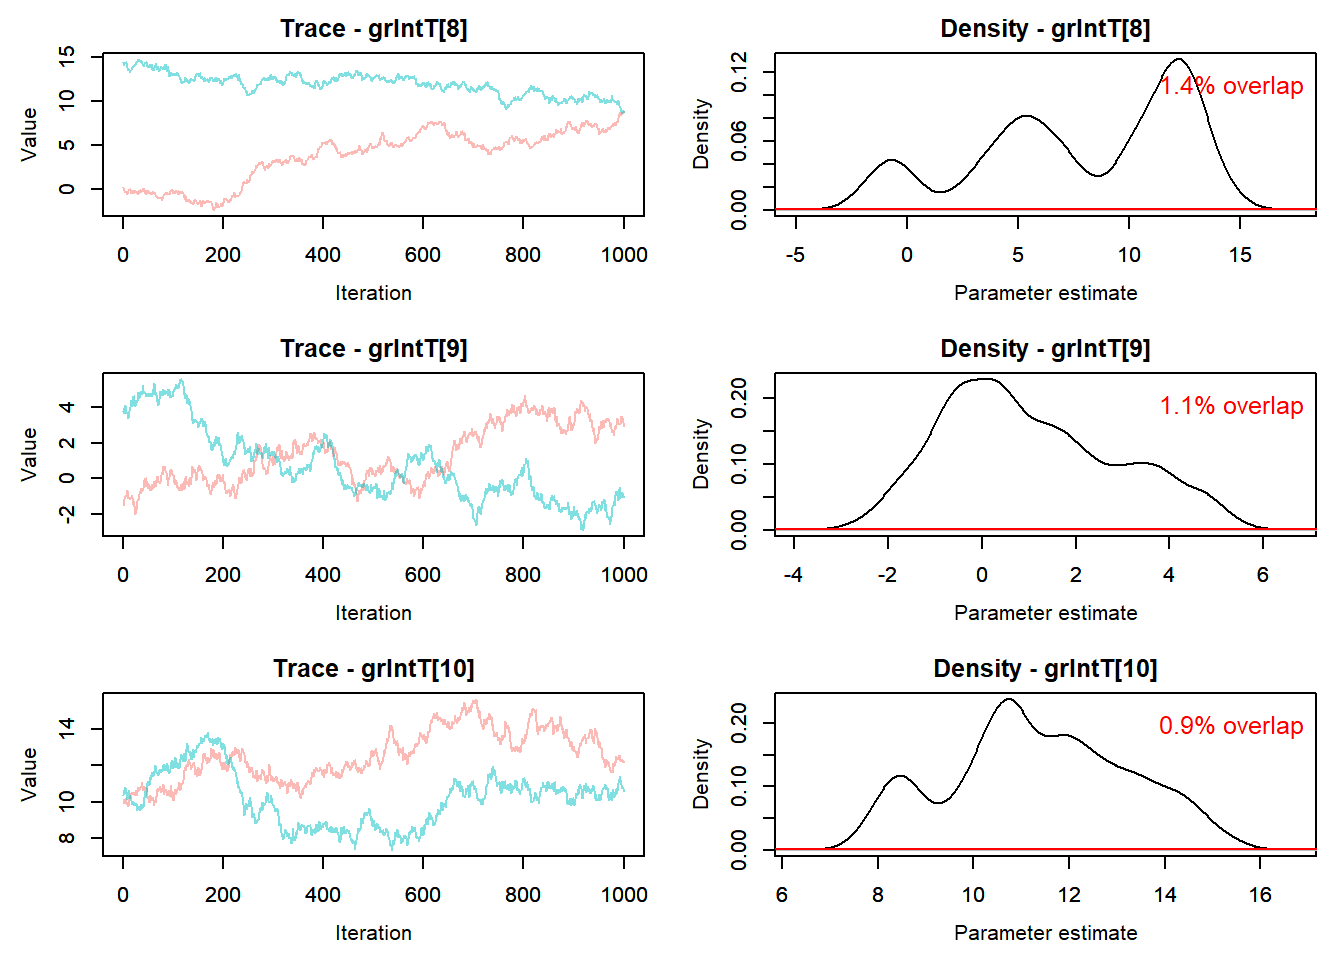 Trace - grIntT[8]
Value
0
5
10
15
0
200
400
600
800
1000
Iteration
Density - grIntT[8]
Density
0.00
0.06
0.12
1.4% overlap
-5
0
5
10
15
Parameter estimate
Trace - grIntT[9]
Value
-2
0
2
4
0
200
400
600
800
1000
Iteration
Density - grIntT[9]
Density
0.00
0.10
0.20
1.1% overlap
-4
-2
0
2
4
6
Parameter estimate
Trace - grIntT[10]
Value
8
10
14
0
200
400
600
800
1000
Iteration
Density - grIntT[10]
Density
0.00
0.10
0.20
0.9% overlap
6
8
10
12
14
16
Parameter estimate